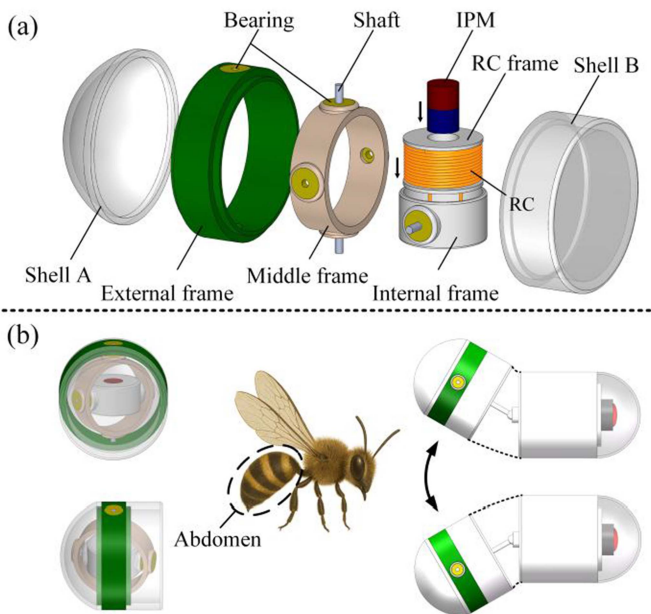 (a)
Bearing
Shaft
IPM
RC frame
Shell B
RC
Shell A
External frame
Middle frame
Internal frame
(b)
Abdomen